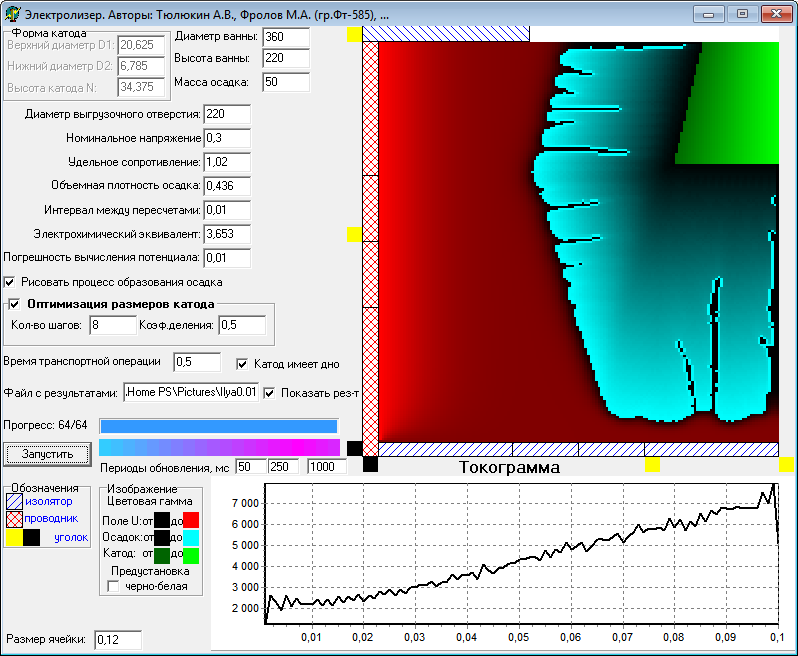 Электролизер. Авторы: Тюлюкин А.В., Фролов М.А. (гр.Фт-585), ...
Форма катода
Верхний диаметр D1: 20,625
Нижний диаметр D2: 6,785
Высота катода N: 34,375
Диаметр ванны: 360
Высота ванны: 220
Масса осадка: 50
Диаметр выгрузочного отверстия: 220
Номинальное напряжение 0,3
Удельное сопротивление: 1,02
Объемная плотность осадка: 0,436
Интервал между пересчетами: 0,01
Электрохимический эквивалент: 3,653
Погрешность вычисления потенциала: 0,01
Рисовать процесс образования осадка
Оптимизация размеров катода
Кол-во шагов: 8 Коэф.деления: 0,5
Время транспортной операции 0,5 Катод имеет дно
Файл с результатами: .Home PS\Pictures\Ilya0.01 Показать рез-т
Прогресс: 64/64
Запустить
Периоды обновления, мс 50 250 1000
Обозначения
изолятор
проводник
уголок
Изображение
Цветовая гамма
Поле U: от до
Осадок: от до
Катод: от до
Предустановка
черно-белая
Размер ячейки: 0,12
Токограмма
7 000
6 000
5 000
4 000
3 000
2 000
0,01 0,02 0,03 0,04 0,05 0,06 0,07 0,08 0,09 0,1